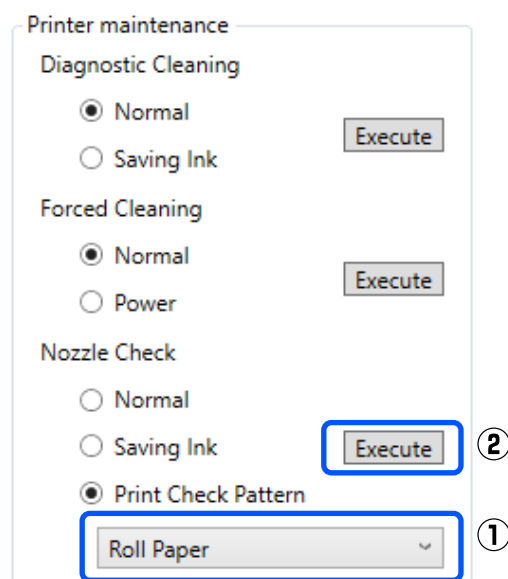 Printer maintenance
Diagnostic Cleaning
Normal
Execute
Saving Ink
Forced Cleaning
Normal
Execute
Power
Nozzle Check
Normal
Saving Ink
Execute
②
Print Check Pattern
Roll Paper
①